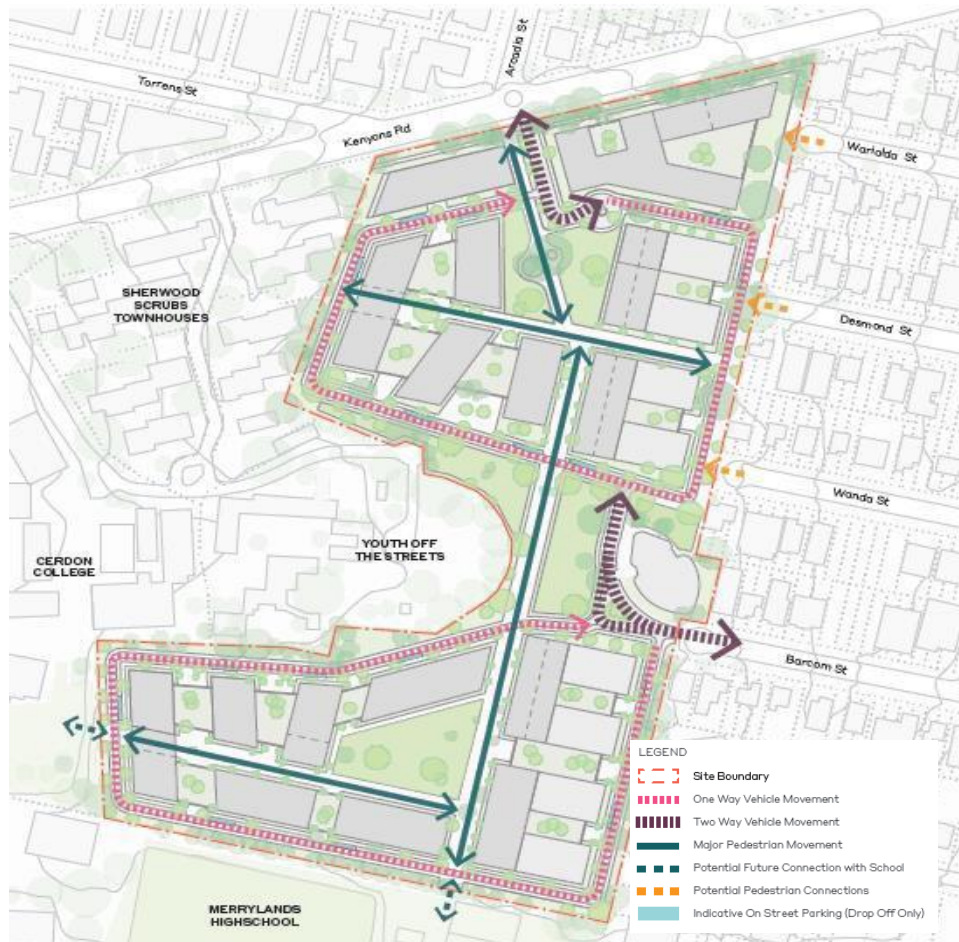 Arcadia St
Torrens St
Kenyons Rd
Warialda St
SHERWOOD
SCRUBS
TOWNHOUSES
Desmond St
Wanda St
YOUTH OFF
THE STREETS
CERDON
COLLEGE
Barcom St
LEGEND
Site Boundary
One Way Vehicle Movement
Two Way Vehicle Movement
Major Pedestrian Movement
Potential Future Connection with School
Potential Pedestrian Connections
Indicative On Street Parking (Drop Off Only)
MERRYLANDS
HIGHSCHOOL